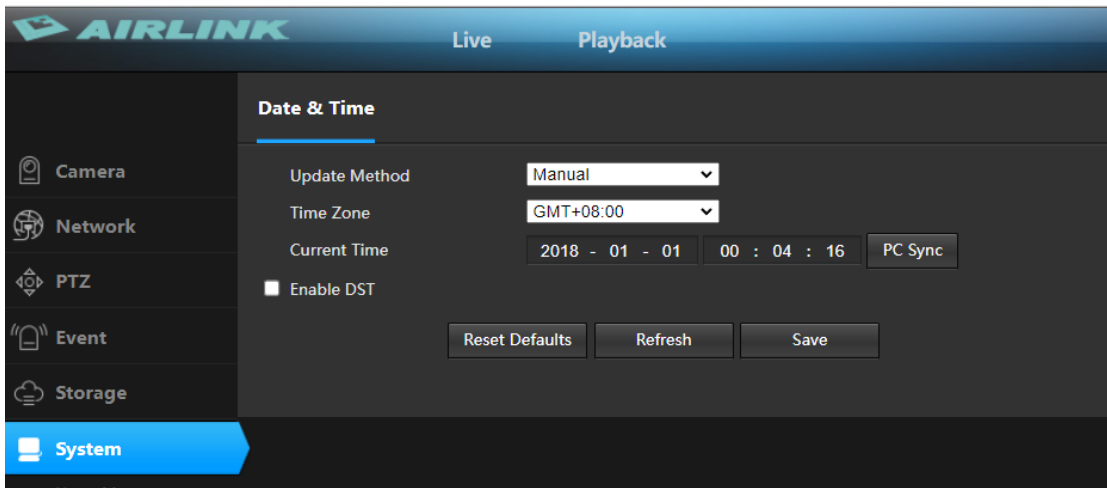 AIRLINK
Live Playback
Date & Time
Camera
Update Method Manual
Time Zone GMT+08:00
Network
Current Time 2018 - 01 - 01 00 : 04 : 16 PC Sync
PTZ
Enable DST
Event
Reset Defaults Refresh Save
Storage
System